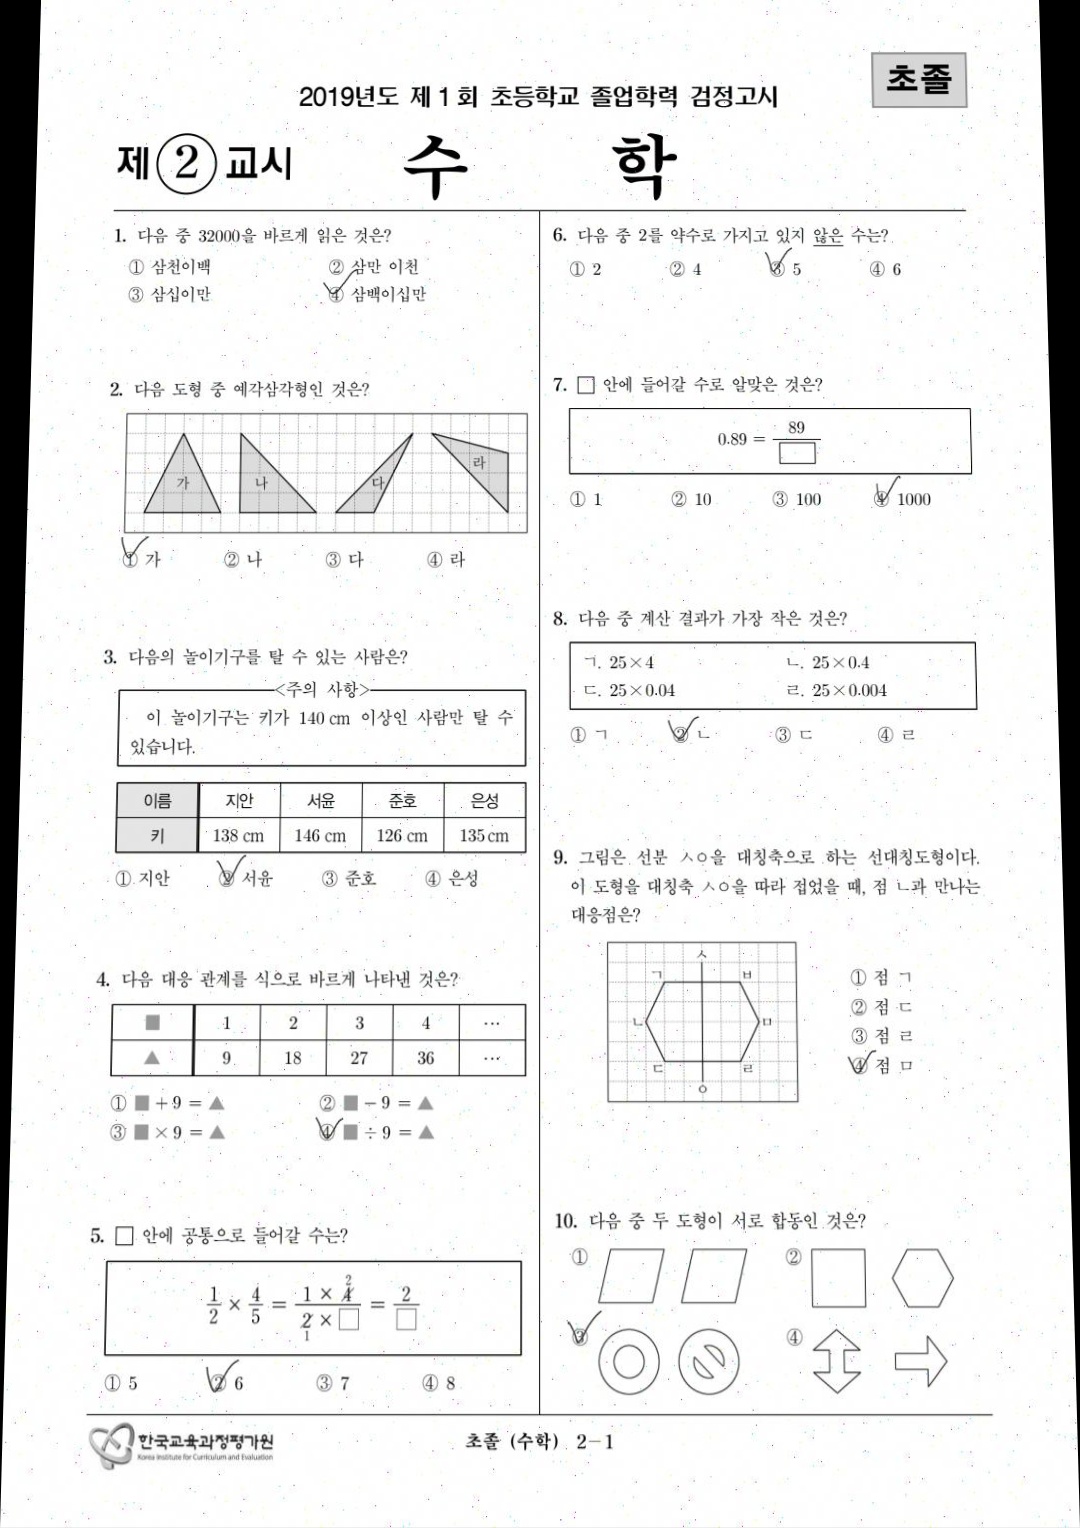 초졸
2019년도 제 1 회 초등학교 졸업학력 검정고시
제 ② 교시 수 학
1. 다음 중 32000을 바르게 읽은 것은?
① 삼천이백 ② 삼만 이천
③ 삼십이만 ④ 삼백이십만
2. 다음 도형 중 예각삼각형인 것은?
가 나 다 라
① 가 ② 나 ③ 다 ④ 라
3. 다음의 놀이기구를 탈 수 있는 사람은?
<주의 사항>
이 놀이기구는 키가 140 cm 이상인 사람만 탈 수
있습니다.
이름 지안 서윤 준호 은성
키 138 cm 146 cm 126 cm 135 cm
① 지안 ② 서윤 ③ 준호 ④ 은성
4. 다음 대응 관계를 식으로 바르게 나타낸 것은?
■ 1 2 3 4 …
▲ 9 18 27 36 …
① ■ + 9 = ▲ ② ■ − 9 = ▲
③ ■ × 9 = ▲ ④ ■ ÷ 9 = ▲
5. □ 안에 공통으로 들어갈 수는?
2
1/2 × 4/5 = 1 × 4 / 2 × □ = 2/□
1
① 5 ② 6 ③ 7 ④ 8
6. 다음 중 2를 약수로 가지고 있지 않은 수는?
① 2 ② 4 ③ 5 ④ 6
7. □ 안에 들어갈 수로 알맞은 것은?
0.89 = 89/□
① 1 ② 10 ③ 100 ④ 1000
8. 다음 중 계산 결과가 가장 작은 것은?
ㄱ. 25×4 ㄴ. 25×0.4
ㄷ. 25×0.04 ㄹ. 25×0.004
① ㄱ ② ㄴ ③ ㄷ ④ ㄹ
9. 그림은 선분 ㅅㅇ을 대칭축으로 하는 선대칭도형이다.
이 도형을 대칭축 ㅅㅇ을 따라 접었을 때, 점 ㄴ과 만나는
대응점은?
ㅅ
ㄱ ㅂ
ㄴ ㅁ
ㄷ ㄹ
ㅇ
① 점 ㄱ
② 점 ㄷ
③ 점 ㄹ
④ 점 ㅁ
10. 다음 중 두 도형이 서로 합동인 것은?
① ②
③ ④
한국교육과정평가원
Korea Institute for Curriculum and Evaluation
초졸 (수학) 2−1